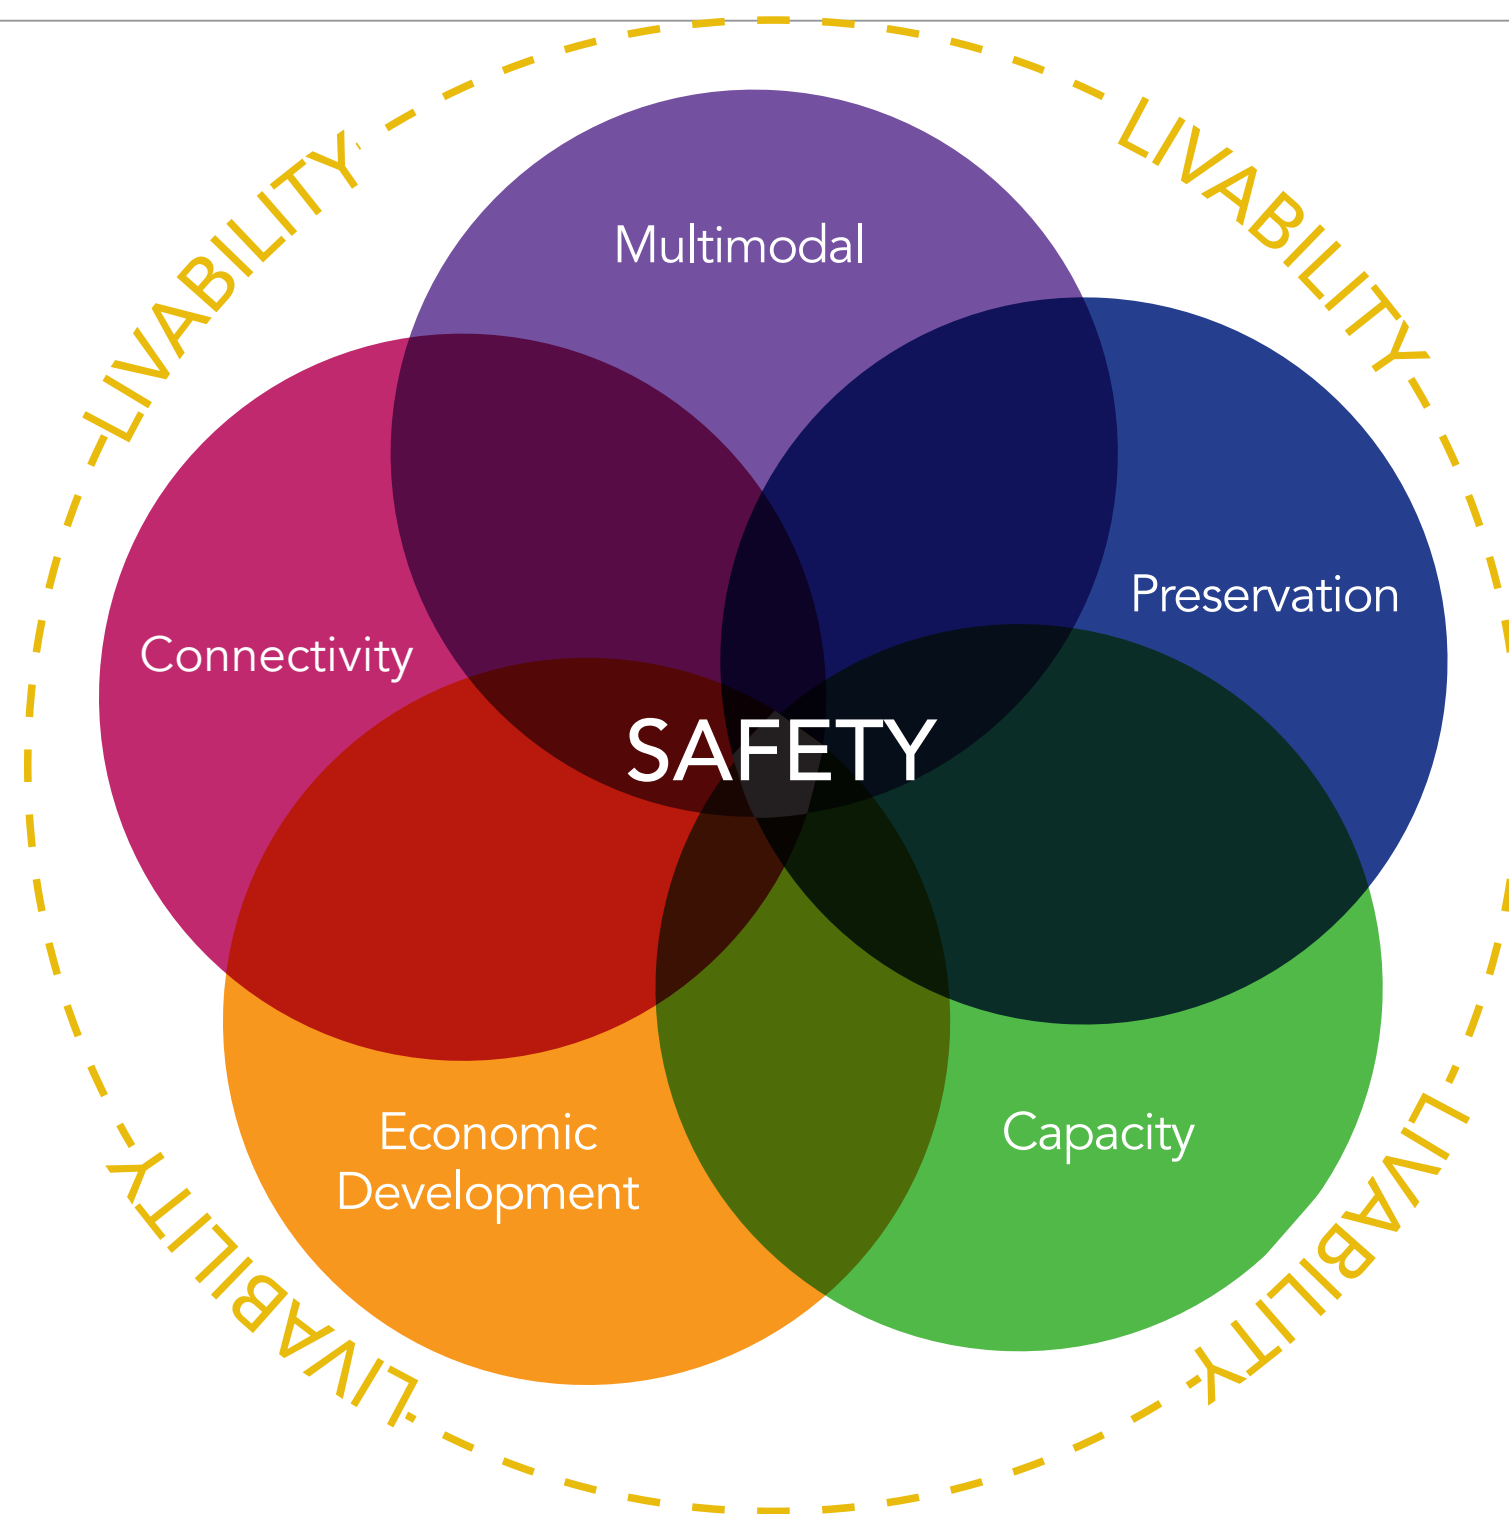 LIVABILITY
LIVABILITY
Multimodal
Preservation
Connectivity
SAFETY
Economic
Development
Capacity
LIVABILITY
LIVABILITY